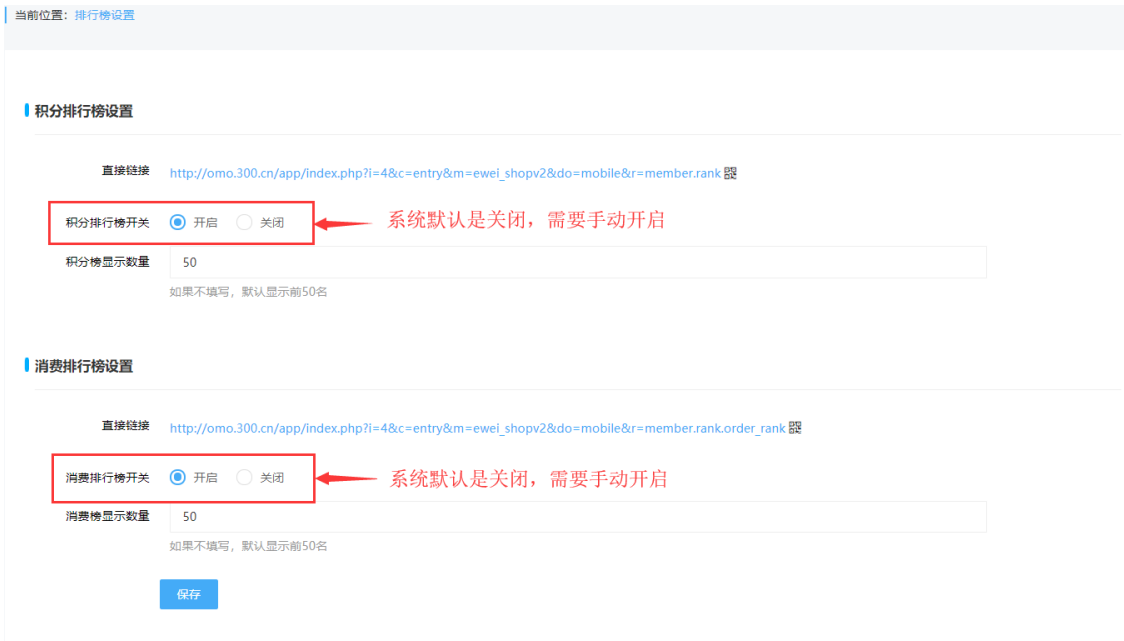 当前位置：排行榜设置
积分排行榜设置
直接链接 http://omo.300.cn/app/index.php?i=4&c=entry&m=ewei_shopv2&do=mobile&r=member.rank
积分排行榜开关 开启 关闭 系统默认是关闭，需要手动开启
积分榜显示数量 50
如果不填写，默认显示前50名
消费排行榜设置
直接链接 http://omo.300.cn/app/index.php?i=4&c=entry&m=ewei_shopv2&do=mobile&r=member.rank.order_rank
消费排行榜开关 开启 关闭 系统默认是关闭，需要手动开启
消费榜显示数量 50
如果不填写，默认显示前50名
保存